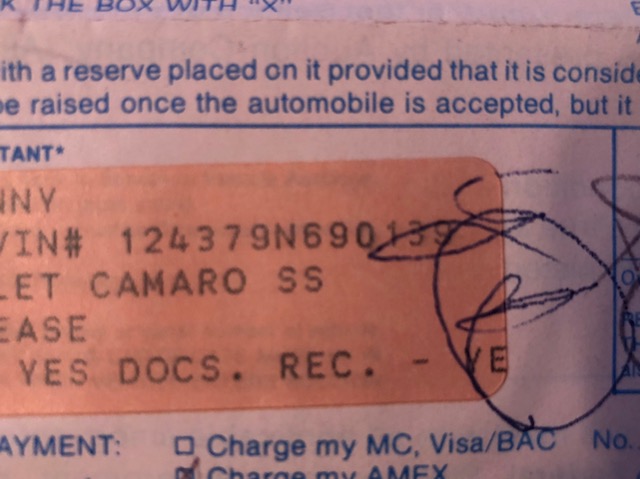 K THE BOX WITH "X"
ith a reserve placed on it provided that it is conside
be raised once the automobile is accepted, but it
TANT*
NNY
VIN# 124379N690139
LET CAMARO SS
EASE
YES DOCS. REC. - YE
AYMENT: □ Charge my MC, Visa/BAC No.
Charge my AMEX